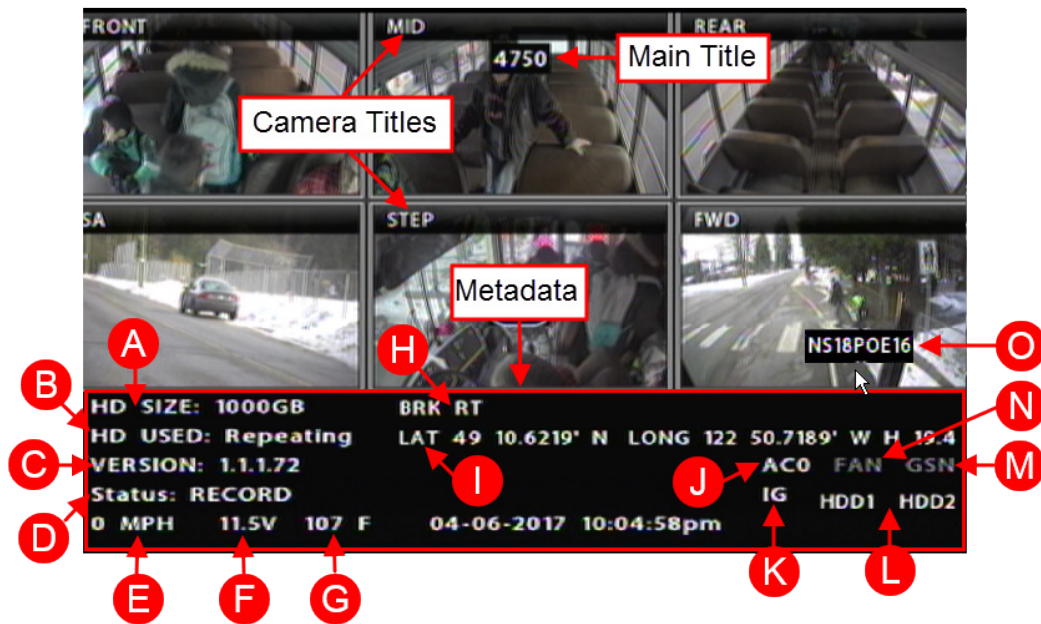 FRONT
MID
REAR
4750
Main Title
Camera Titles
SA
STEP
FWD
Metadata
NS18POE16
O
A
H
B
N
HD SIZE: 1000GB
BRK RT
HD USED: Repeating
LAT 49 10.6219' N LONG 122 50.7189' W H 19.4
C
VERSION: 1.1.1.72
I
J
AC0 FAN GSN
M
D
Status: RECORD
IG
HDD1 HDD2
0 MPH 11.5V 107 F 04-06-2017 10:04:58pm
E
F
G
K
L